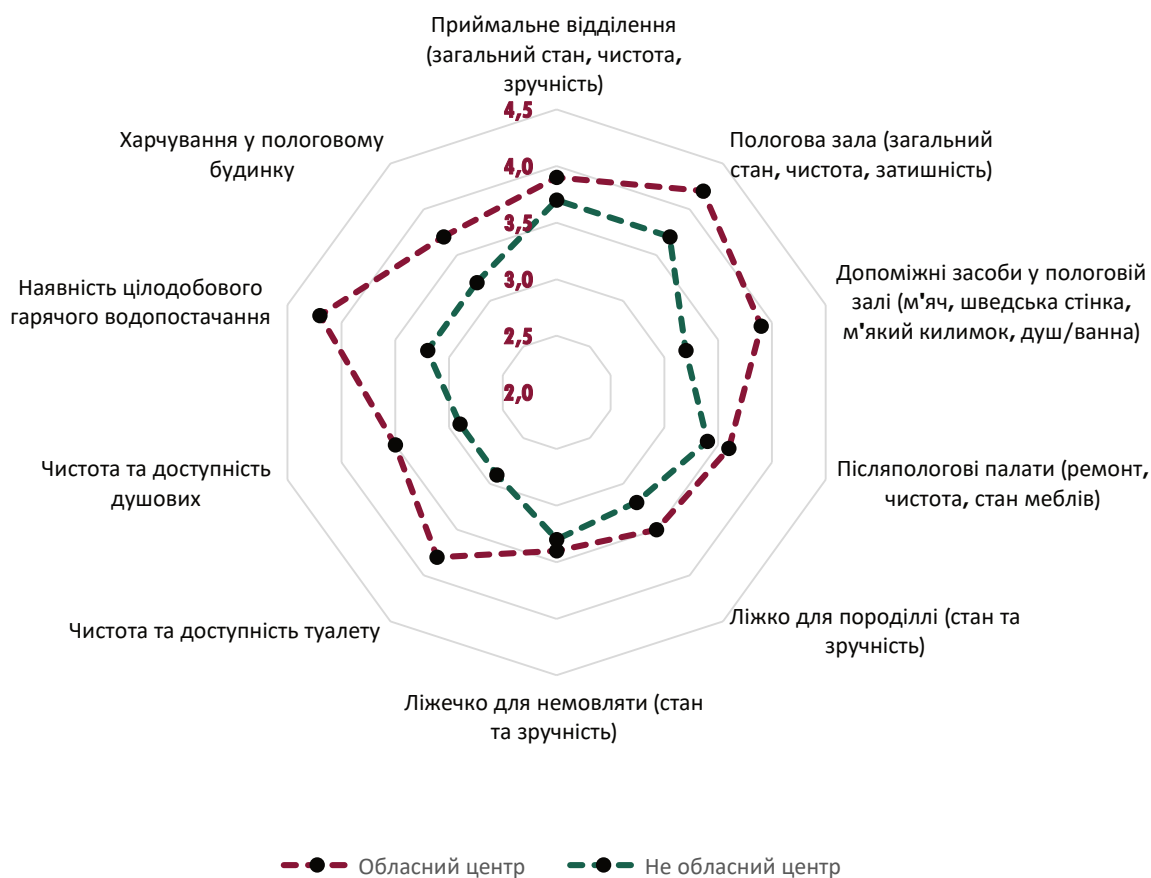 Приймальне відділення
(загальний стан, чистота,
зручність)
4,5
4,0
3,5
3,0
2,5
2,0
Пологова зала (загальний
стан, чистота, затишність)
Допоміжні засоби у пологовій
залі (м'яч, шведська стінка,
м'який килимок, душ/ванна)
Післяпологові палати (ремонт,
чистота, стан меблів)
Ліжко для породіллі (стан та
зручність)
Ліжечко для немовляти (стан
та зручність)
Чистота та доступність туалету
Чистота та доступність
душових
Наявність цілодобового
гарячого водопостачання
Харчування у пологовому
будинку
Обласний центр
Не обласний центр